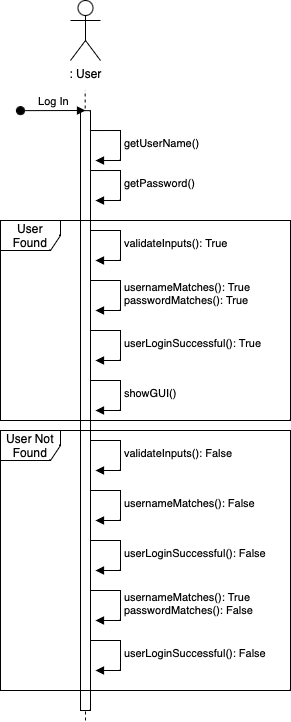 : User
Log In
getUserName()
getPassword()
User
Found
validateInputs(): True
usernameMatches(): True
passwordMatches(): True
userLoginSuccessful(): True
showGUI()
User Not
Found
validateInputs(): False
usernameMatches(): False
userLoginSuccessful(): False
usernameMatches(): True
passwordMatches(): False
userLoginSuccessful(): False